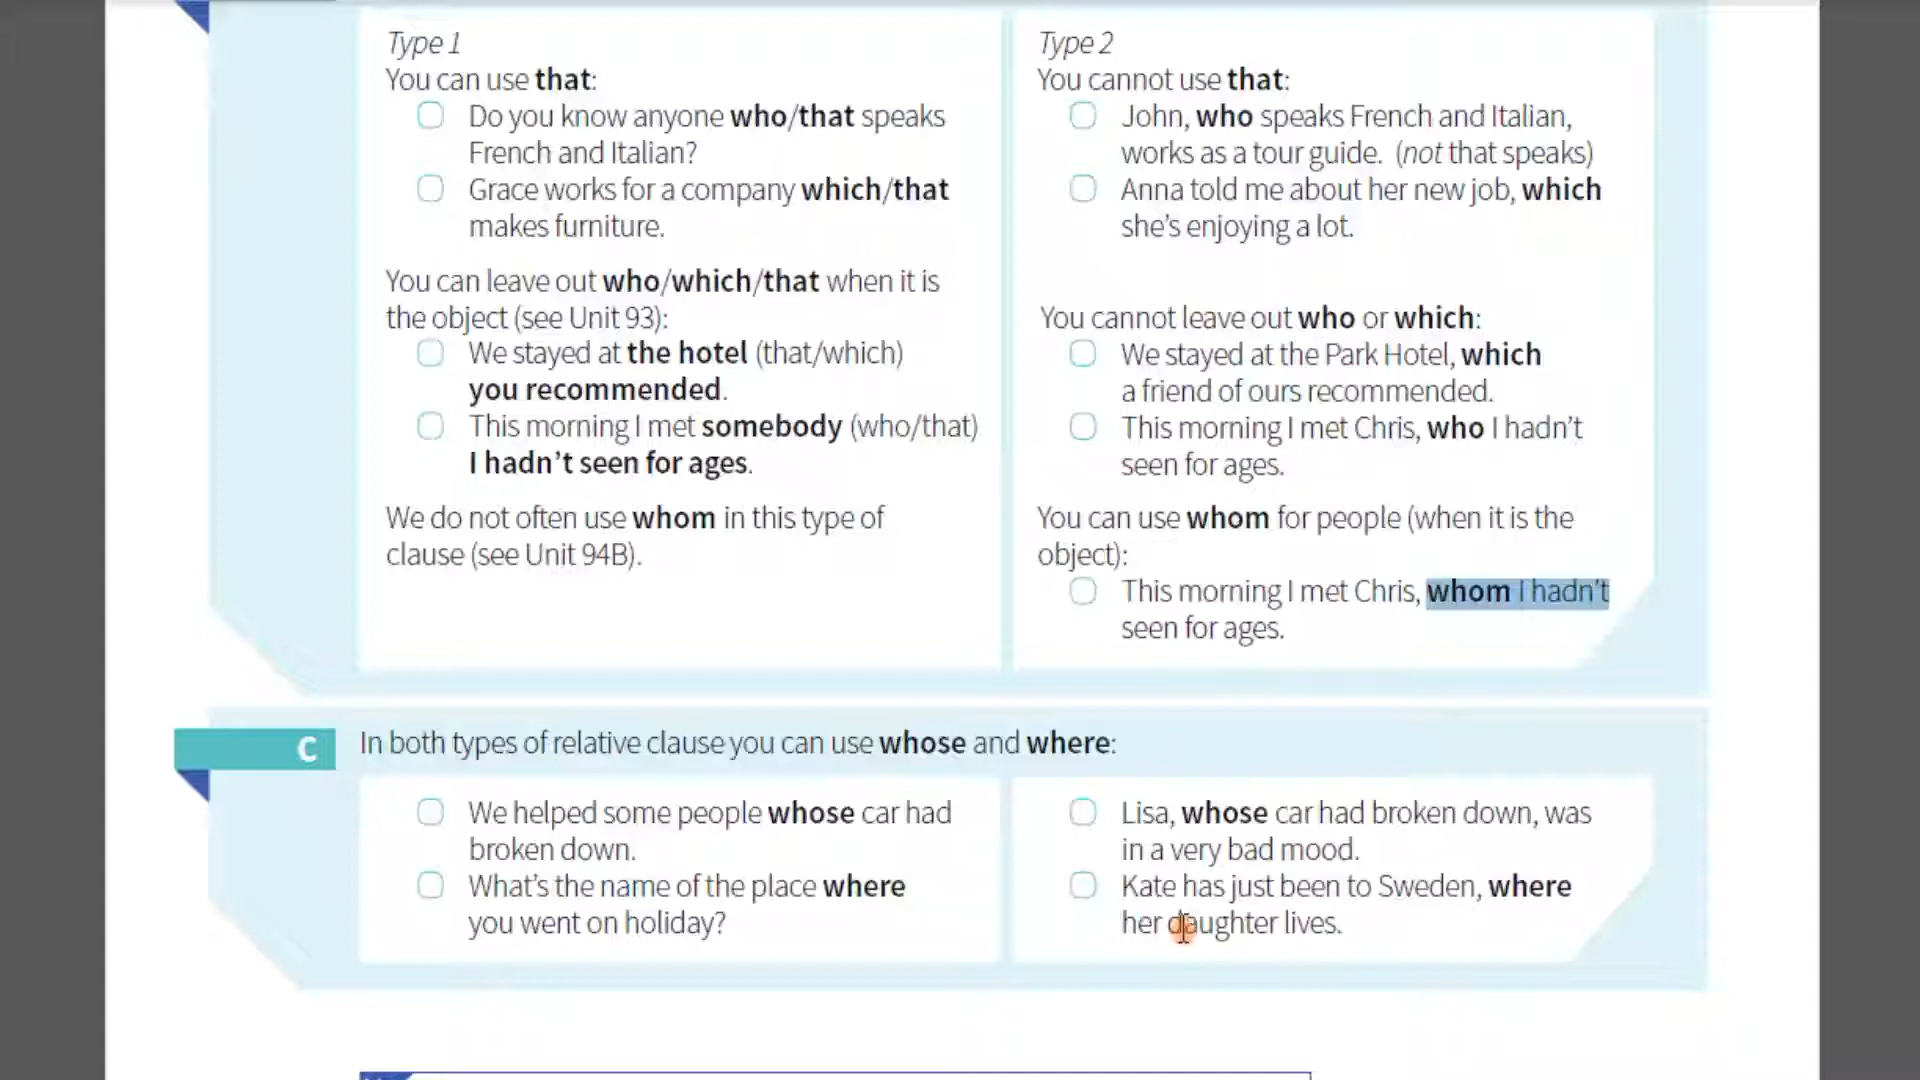 Type 1
You can use that:
Do you know anyone who/that speaks
French and Italian?
Grace works for a company which/that
makes furniture.
You can leave out who/which/that when it is
the object (see Unit 93):
We stayed at the hotel (that/which)
you recommended.
This morning I met somebody (who/that)
I hadn't seen for ages.
We do not often use whom in this type of
clause (see Unit 94B).
Type 2
You cannot use that:
John, who speaks French and Italian,
works as a tour guide. (not that speaks)
Anna told me about her new job, which
she's enjoying a lot.
You cannot leave out who or which:
We stayed at the Park Hotel, which
a friend of ours recommended.
This morning I met Chris, who I hadn't
seen for ages.
You can use whom for people (when it is the
object):
This morning I met Chris, whom I hadn't
seen for ages.
C
In both types of relative clause you can use whose and where:
We helped some people whose car had
broken down.
What's the name of the place where
you went on holiday?
Lisa, whose car had broken down, was
in a very bad mood.
Kate has just been to Sweden, where
her daughter lives.